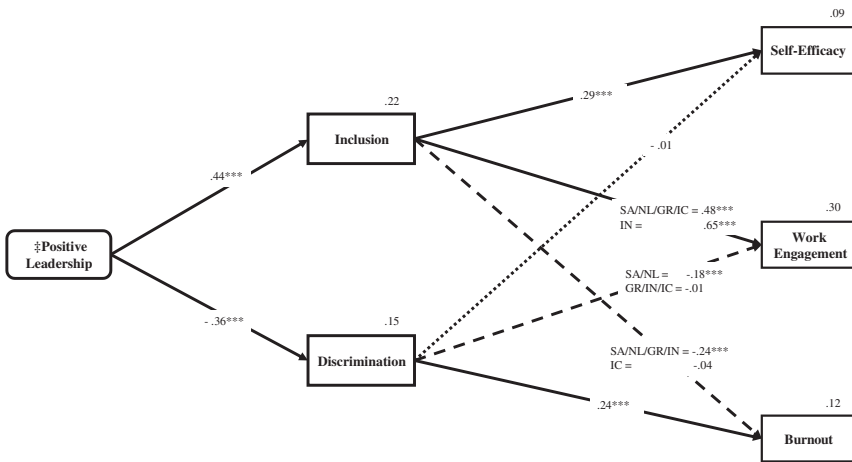 .09
Self-Efficacy
.29***
.22
Inclusion
- .01
.44***
SA/NL/GR/IC = .48***
IN = .65***
.30
Work
Engagement
‡Positive
Leadership
SA/NL = -.18***
GR/IN/IC = -.01
- .36***
.15
Discrimination
SA/NL/GR/IN = -.24***
IC = -.04
.24***
.12
Burnout